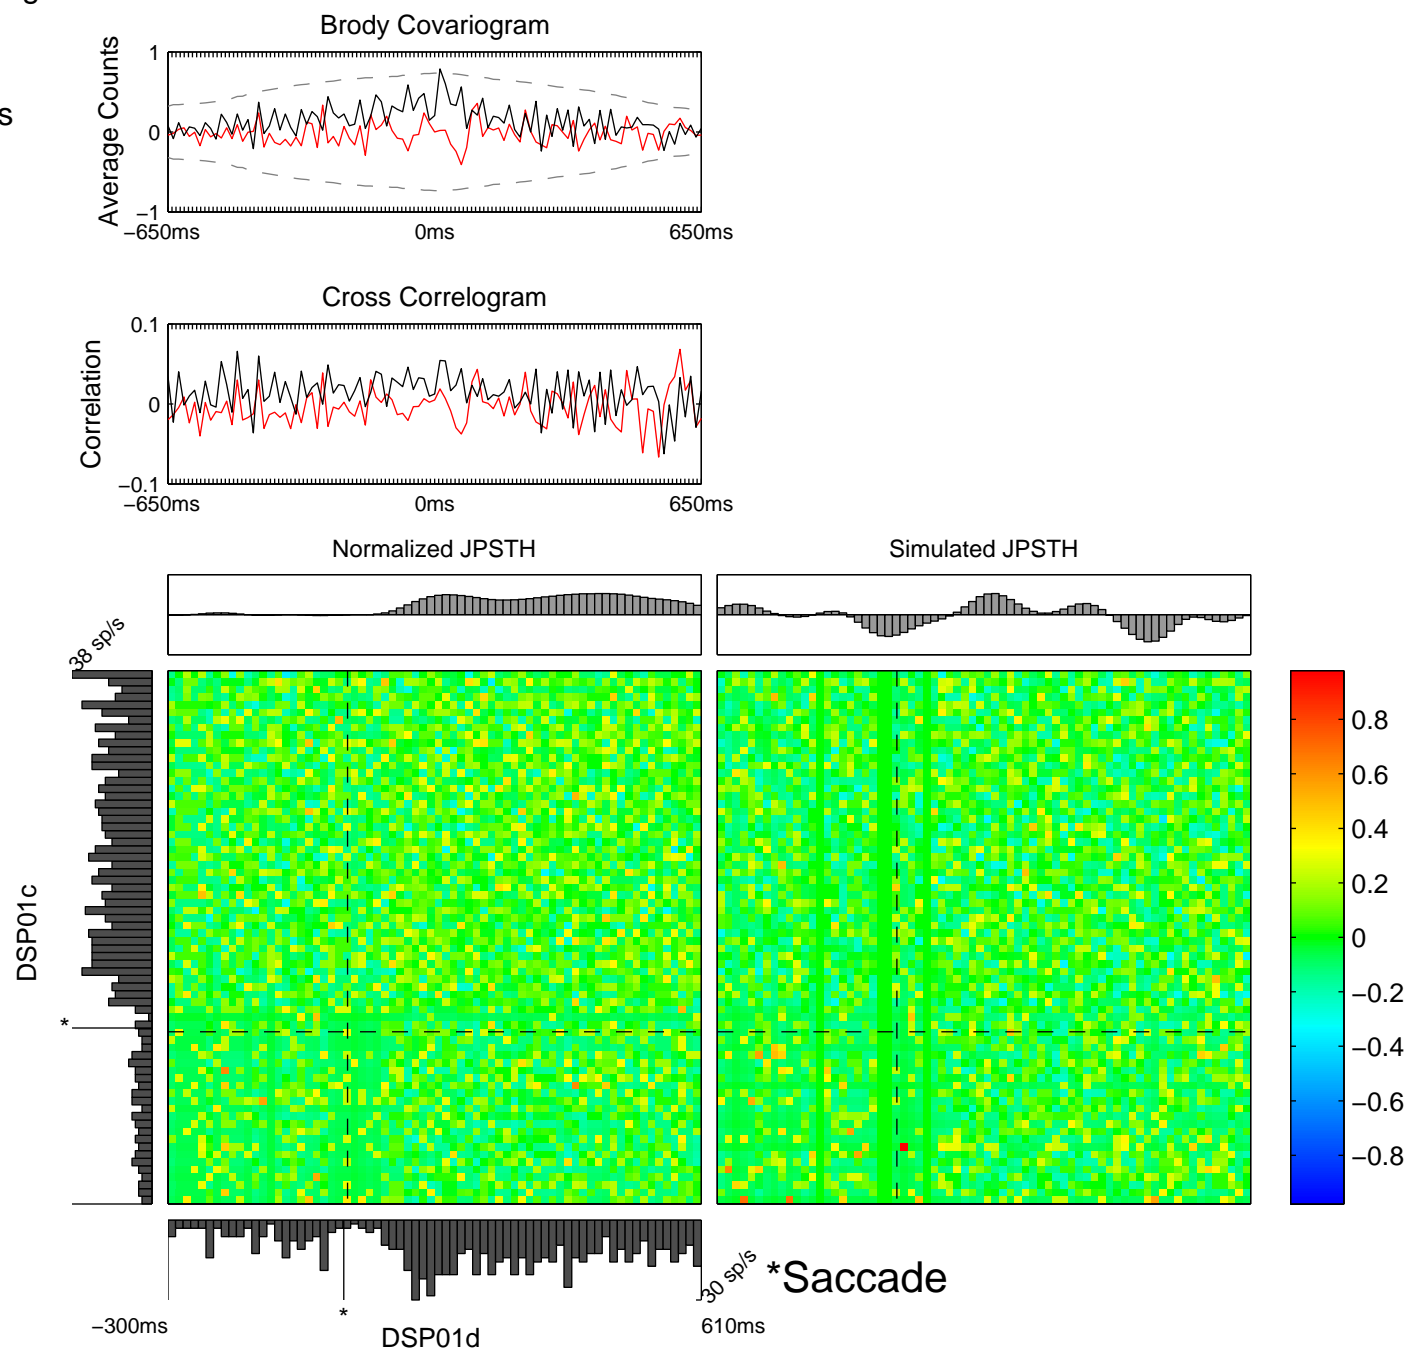 g
Brody Covariogram
s
Average Counts
1
0
−1
−650ms
0ms
650ms
Cross Correlogram
Correlation
0.1
0
−0.1
−650ms
0ms
650ms
Normalized JPSTH
Simulated JPSTH
38 sp/s
DSP01c
*
0.8
0.6
0.4
0.2
0
−0.2
−0.4
−0.6
−0.8
30 sp/s
*Saccade
*
−300ms
DSP01d
610ms